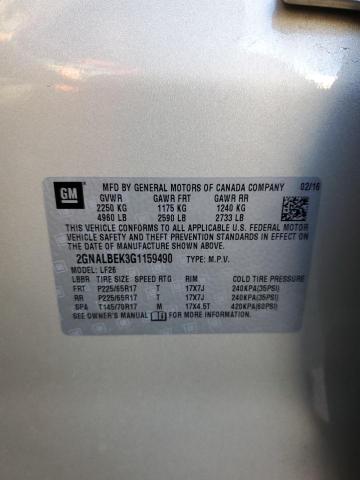 GM
MFD BY GENERAL MOTORS OF CANADA COMPANY 02/16
GVWR GAWR FRT GAWR RR
2250 KG 1175 KG 1240 KG
4960 LB 2590 LB 2733 LB
THIS VEHICLE CONFORMS TO ALL APPLICABLE U.S. FEDERAL MOTOR
VEHICLE SAFETY AND THEFT PREVENTION STANDARDS IN EFFECT ON
THE DATE OF MANUFACTURE SHOWN ABOVE.
2GNALBEK3G1159490 TYPE: M.P.V.
MODEL: LF26
LBBR TIRE SIZE SPEED RTG RIM COLD TIRE PRESSURE
FRT P225/65R17 T 17X7J 240KPA(35PSI)
RR P225/65R17 T 17X7J 240KPA(35PSI)
SPA T145/70R17 M 17X4.5T 420KPA(60PSI)
SEE OWNER'S MANUAL FOR MORE INFORMATION.